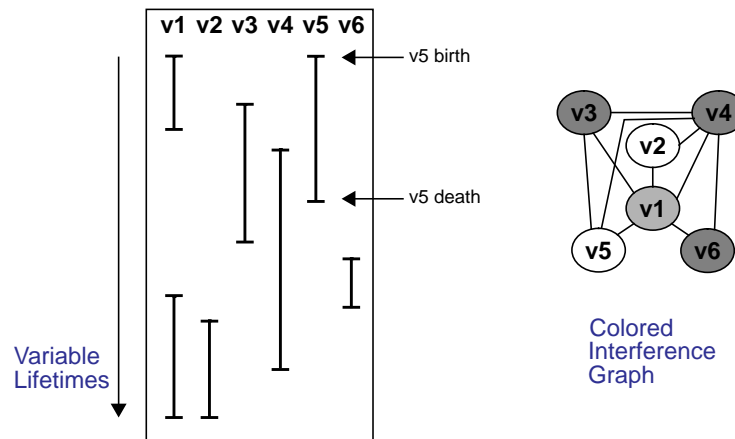 v1 v2 v3 v4 v5 v6
v5 birth
v5 death
Variable
Lifetimes
v3
v4
v2
v1
v5
v6
Colored
Interference
Graph